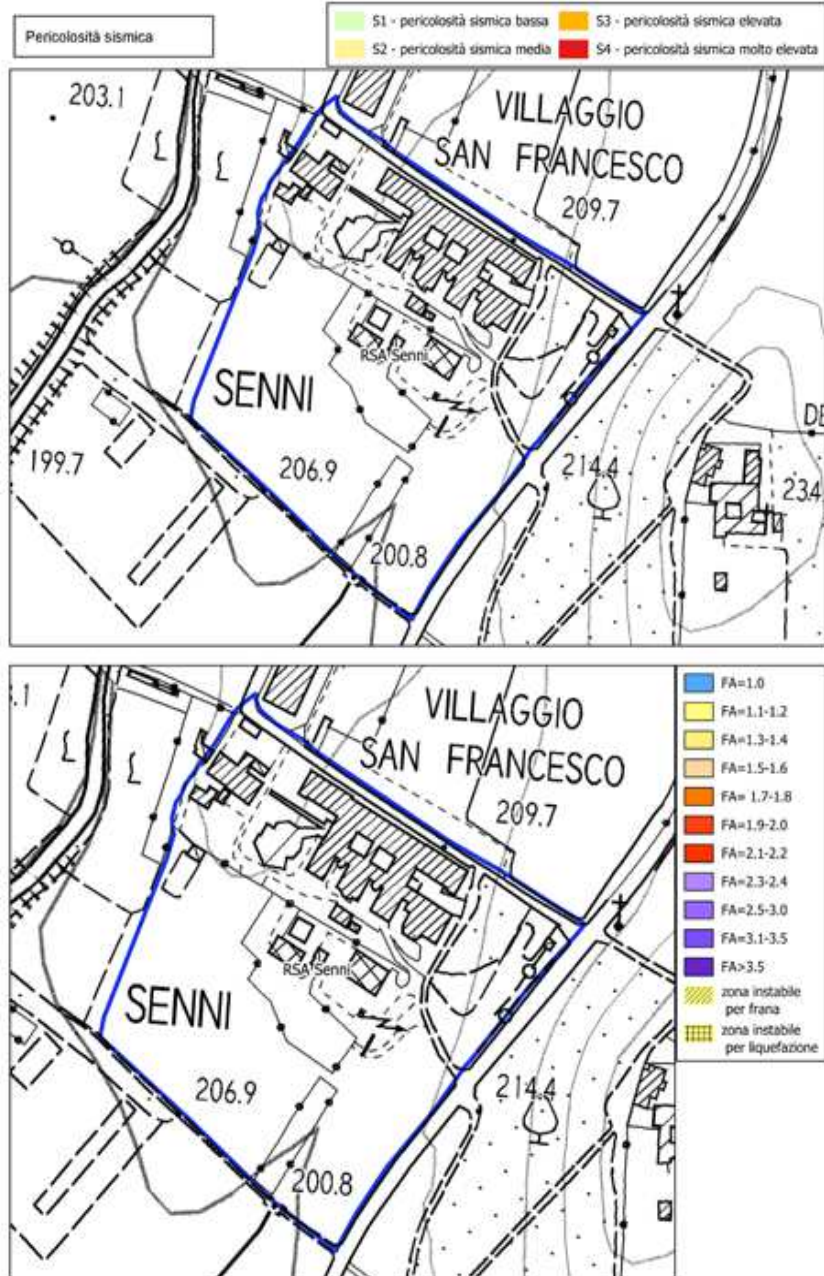 Pericolosità sismica
S1 - pericolosità sismica bassa
S3 - pericolosità sismica elevata
S2 - pericolosità sismica media
S4 - pericolosità sismica molto elevata
203.1
VILLAGGIO
SAN FRANCESCO
209.7
RSA Senni
SENNI
DE
199.7
206.9
214.4
234
200.8
3.1
VILLAGGIO
SAN FRANCESCO
209.7
RSA Senni
SENNI
206.9
214.4
200.8
FA=1.0
FA=1.1-1.2
FA=1.3-1.4
FA=1.5-1.6
FA= 1.7-1.8
FA=1.9-2.0
FA=2.1-2.2
FA=2.3-2.4
FA=2.5-3.0
FA=3.1-3.5
FA>3.5
zona instabile
per frana
zona instabile
per liquefazione